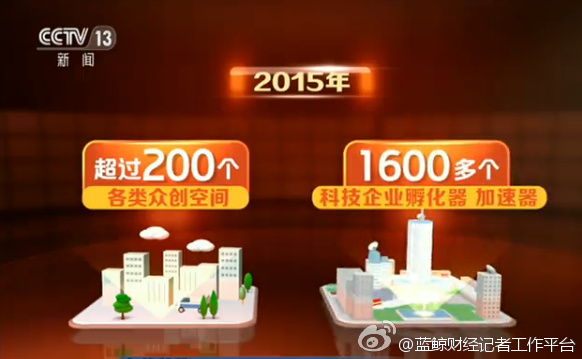 CCTV 13
新闻
2015年
超过200个
各类众创空间
1600多个
科技企业孵化器 加速器
@蓝鲸财经记者工作平台